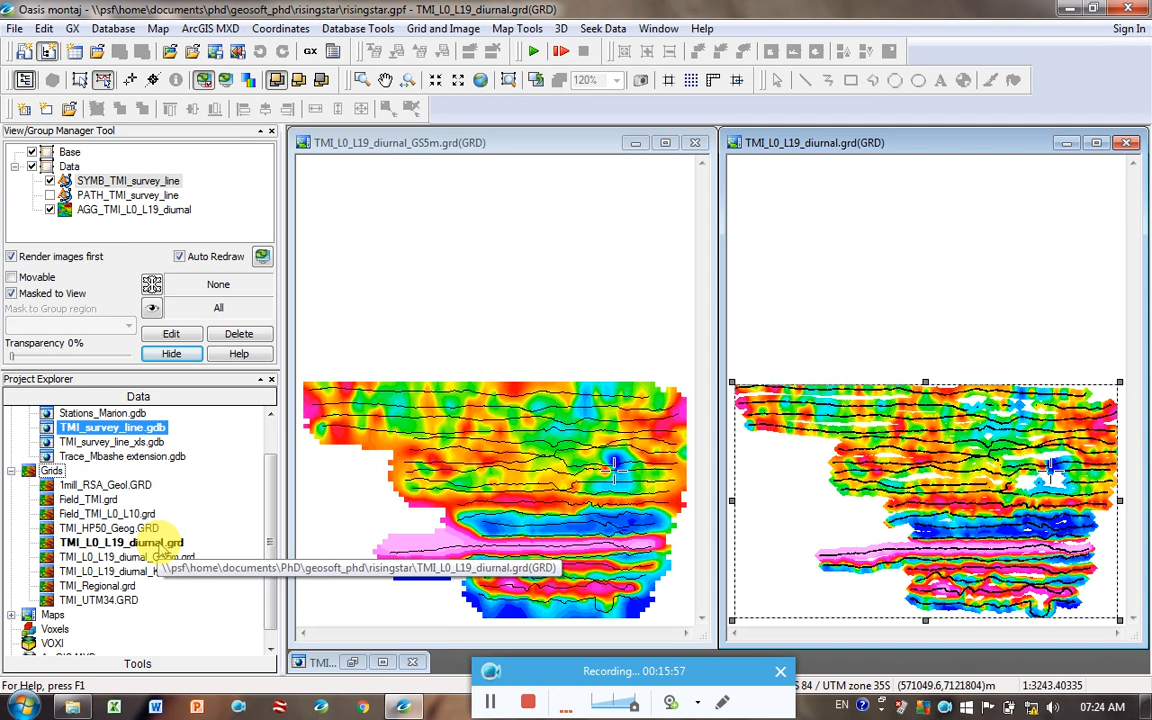 Oasis montaj - \\psf\home\documents\phd\geosoft_phd\risingstar\risingstar.gpf - TMI_L0_L19_diurnal.grd(GRD)
File Edit GX Database Map ArcGIS MXD Coordinates Database Tools Grid and Image Map Tools 3D Seek Data Window Help Sign In
GX
120%
View/Group Manager Tool
Base
Data
SYMB_TMI_survey_line
PATH_TMI_survey_line
AGG_TMI_L0_L19_diurnal
Render images first Auto Redraw
Movable
None
Masked to View
Mask to Group region
All
Transparency 0%
Edit Delete
Hide Help
Project Explorer
Data
Stations_Marion.gdb
TMI_survey_line.gdb
TMI_survey_line_xls.gdb
Trace_Mbashe extension.gdb
Grids
1mill_RSA_Geol.GRD
Field_TMI.grd
Field_TMI_L0_L10.grd
TMI_HP50_Geog.GRD
TMI_L0_L19_diurnal.grd
TMI_L0_L19_diurnal_GS5m.grd
TMI_L0_L19_diurnal_
TMI_Regional.grd
TMI_UTM34.GRD
Maps
Voxels
VOXI
Tools
TMI_L0_L19_diurnal_GS5m.grd(GRD)
TMI_L0_L19_diurnal.grd(GRD)
\\psf\home\documents\PhD\geosoft_phd\risingstar\TMI_L0_L19_diurnal.grd(GRD)
TMI...
Recording... 00:15:57
For Help, press F1
S 84 / UTM zone 35S (571049.6,7121804)m 1:3243.40335
EN
07:24 AM